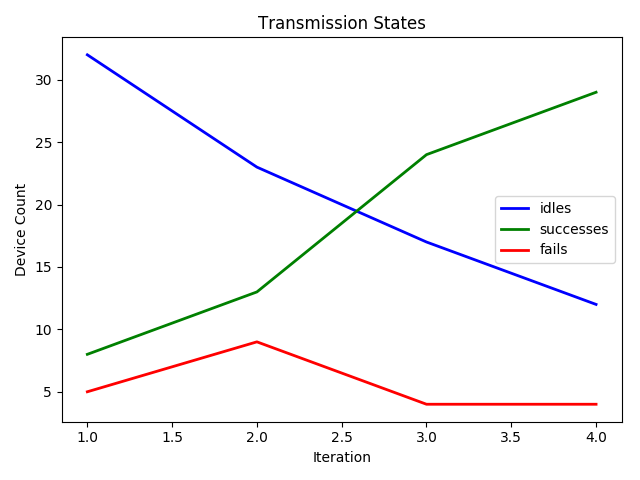 Transmission States
Device Count
30
25
20
15
10
5
idles
successes
fails
1.0 1.5 2.0 2.5 3.0 3.5 4.0
Iteration